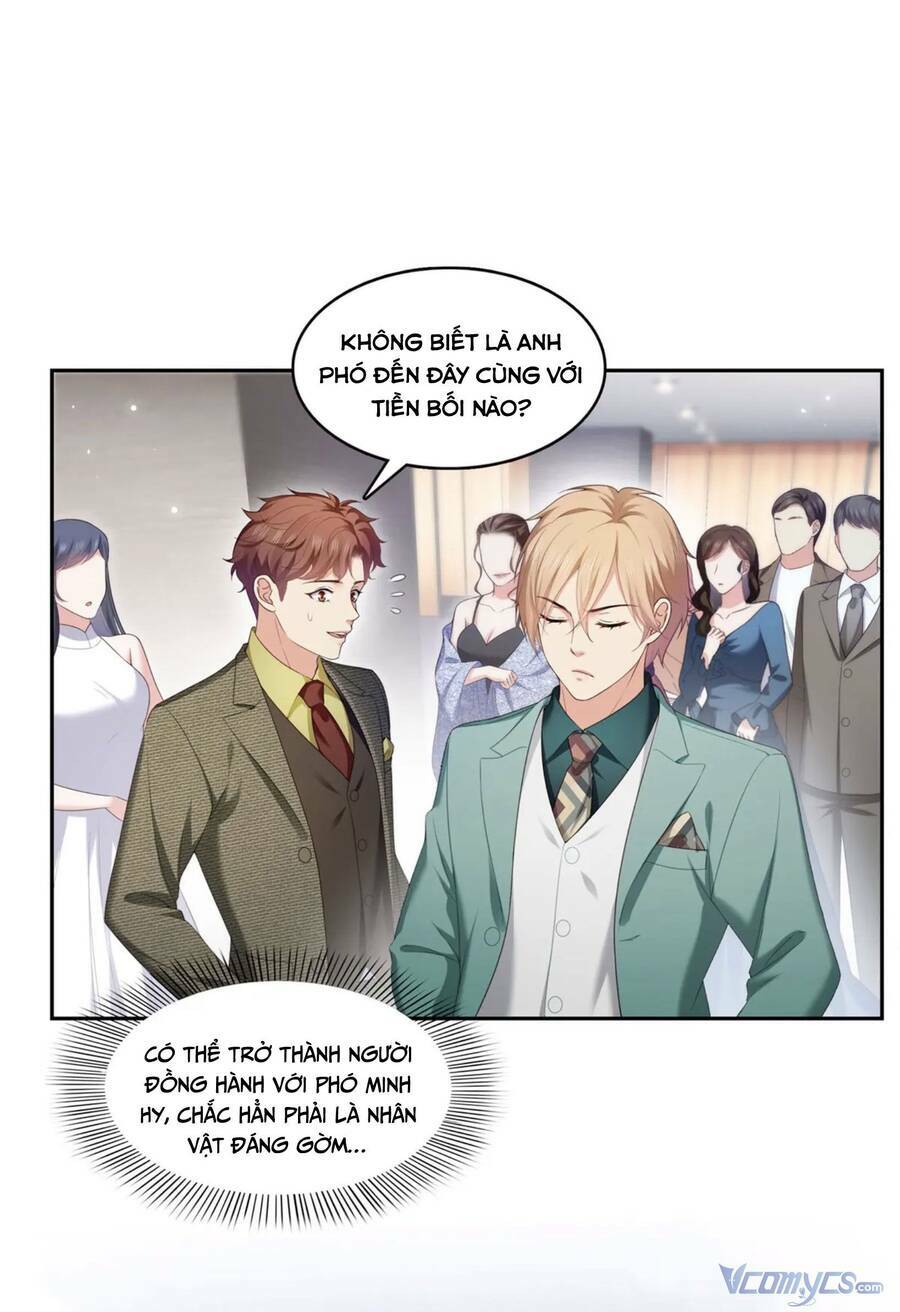 KHÔNG BIẾT LÀ ANH
PHÓ ĐẾN ĐÂY CÙNG VỚI
TIỀN BỐI NÀO?
CÓ THỂ TRỞ THÀNH NGƯỜI
ĐỒNG HÀNH VỚI PHÓ MINH
HY, CHẮC HẲN PHẢI LÀ NHÂN
VẬT ĐÁNG GỜM...
VCOMYCS.com